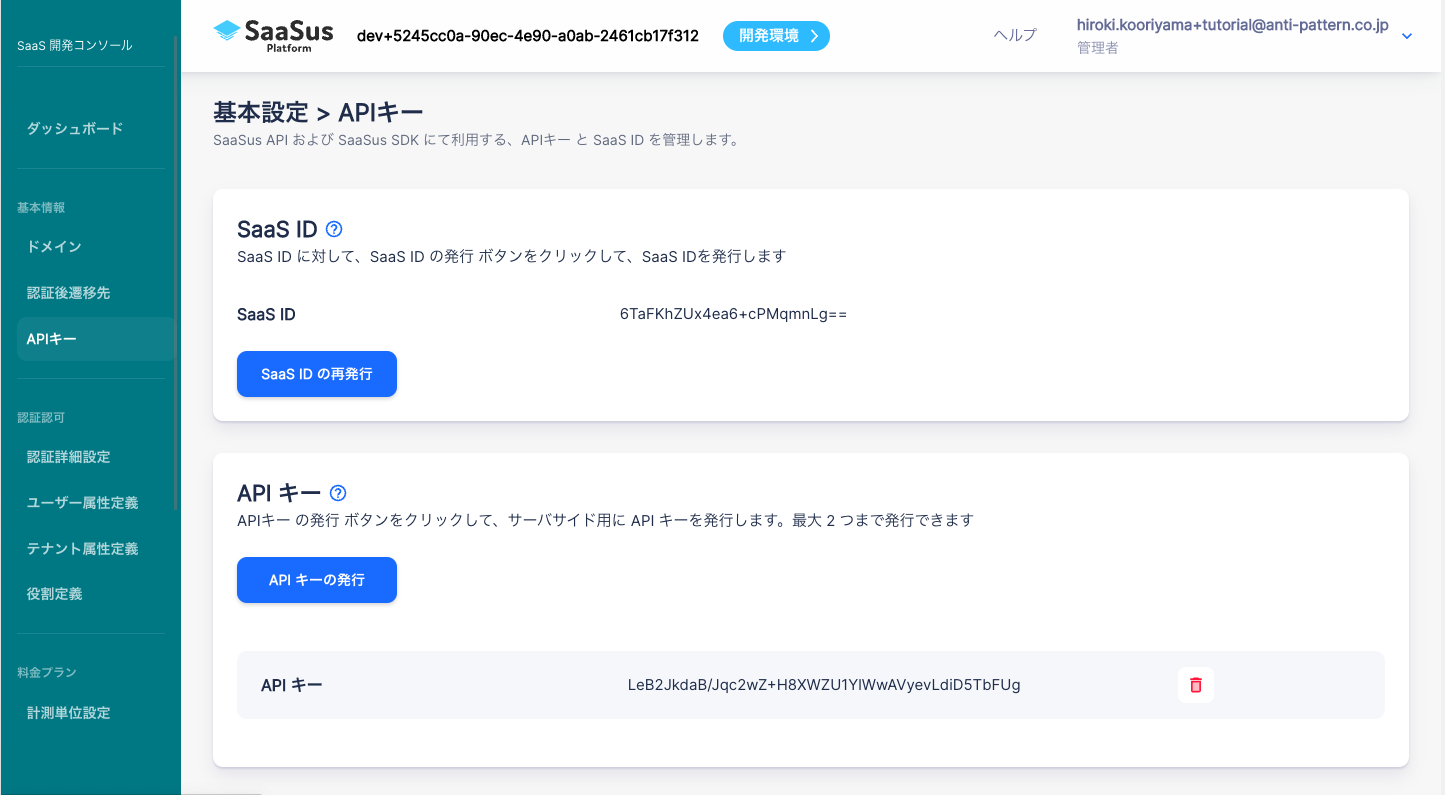 SaaS 開発コンソール
ダッシュボード
基本情報
ドメイン
認証後遷移先
APIキー
認証認可
認証詳細設定
ユーザー属性定義
テナント属性定義
役割定義
料金プラン
計測単位設定
SaaSus
Platform
dev+5245cc0a-90ec-4e90-a0ab-2461cb17f312
開発環境
ヘルプ
hiroki.kooriyama+tutorial@anti-pattern.co.jp
管理者
基本設定 > APIキー
SaaSus API および SaaSus SDK にて利用する、APIキー と SaaS ID を管理します。
SaaS ID ?
SaaS ID に対して、SaaS ID の発行 ボタンをクリックして、SaaS IDを発行します
SaaS ID 6TaFKhZUx4ea6+cPMqmnLg==
SaaS ID の再発行
API キー ?
APIキー の発行 ボタンをクリックして、サーバサイド用に API キーを発行します。最大 2 つまで発行できます
API キーの発行
API キー LeB2JkdaB/Jqc2wZ+H8XWZU1YlWwAVyevLdiD5TbFUg